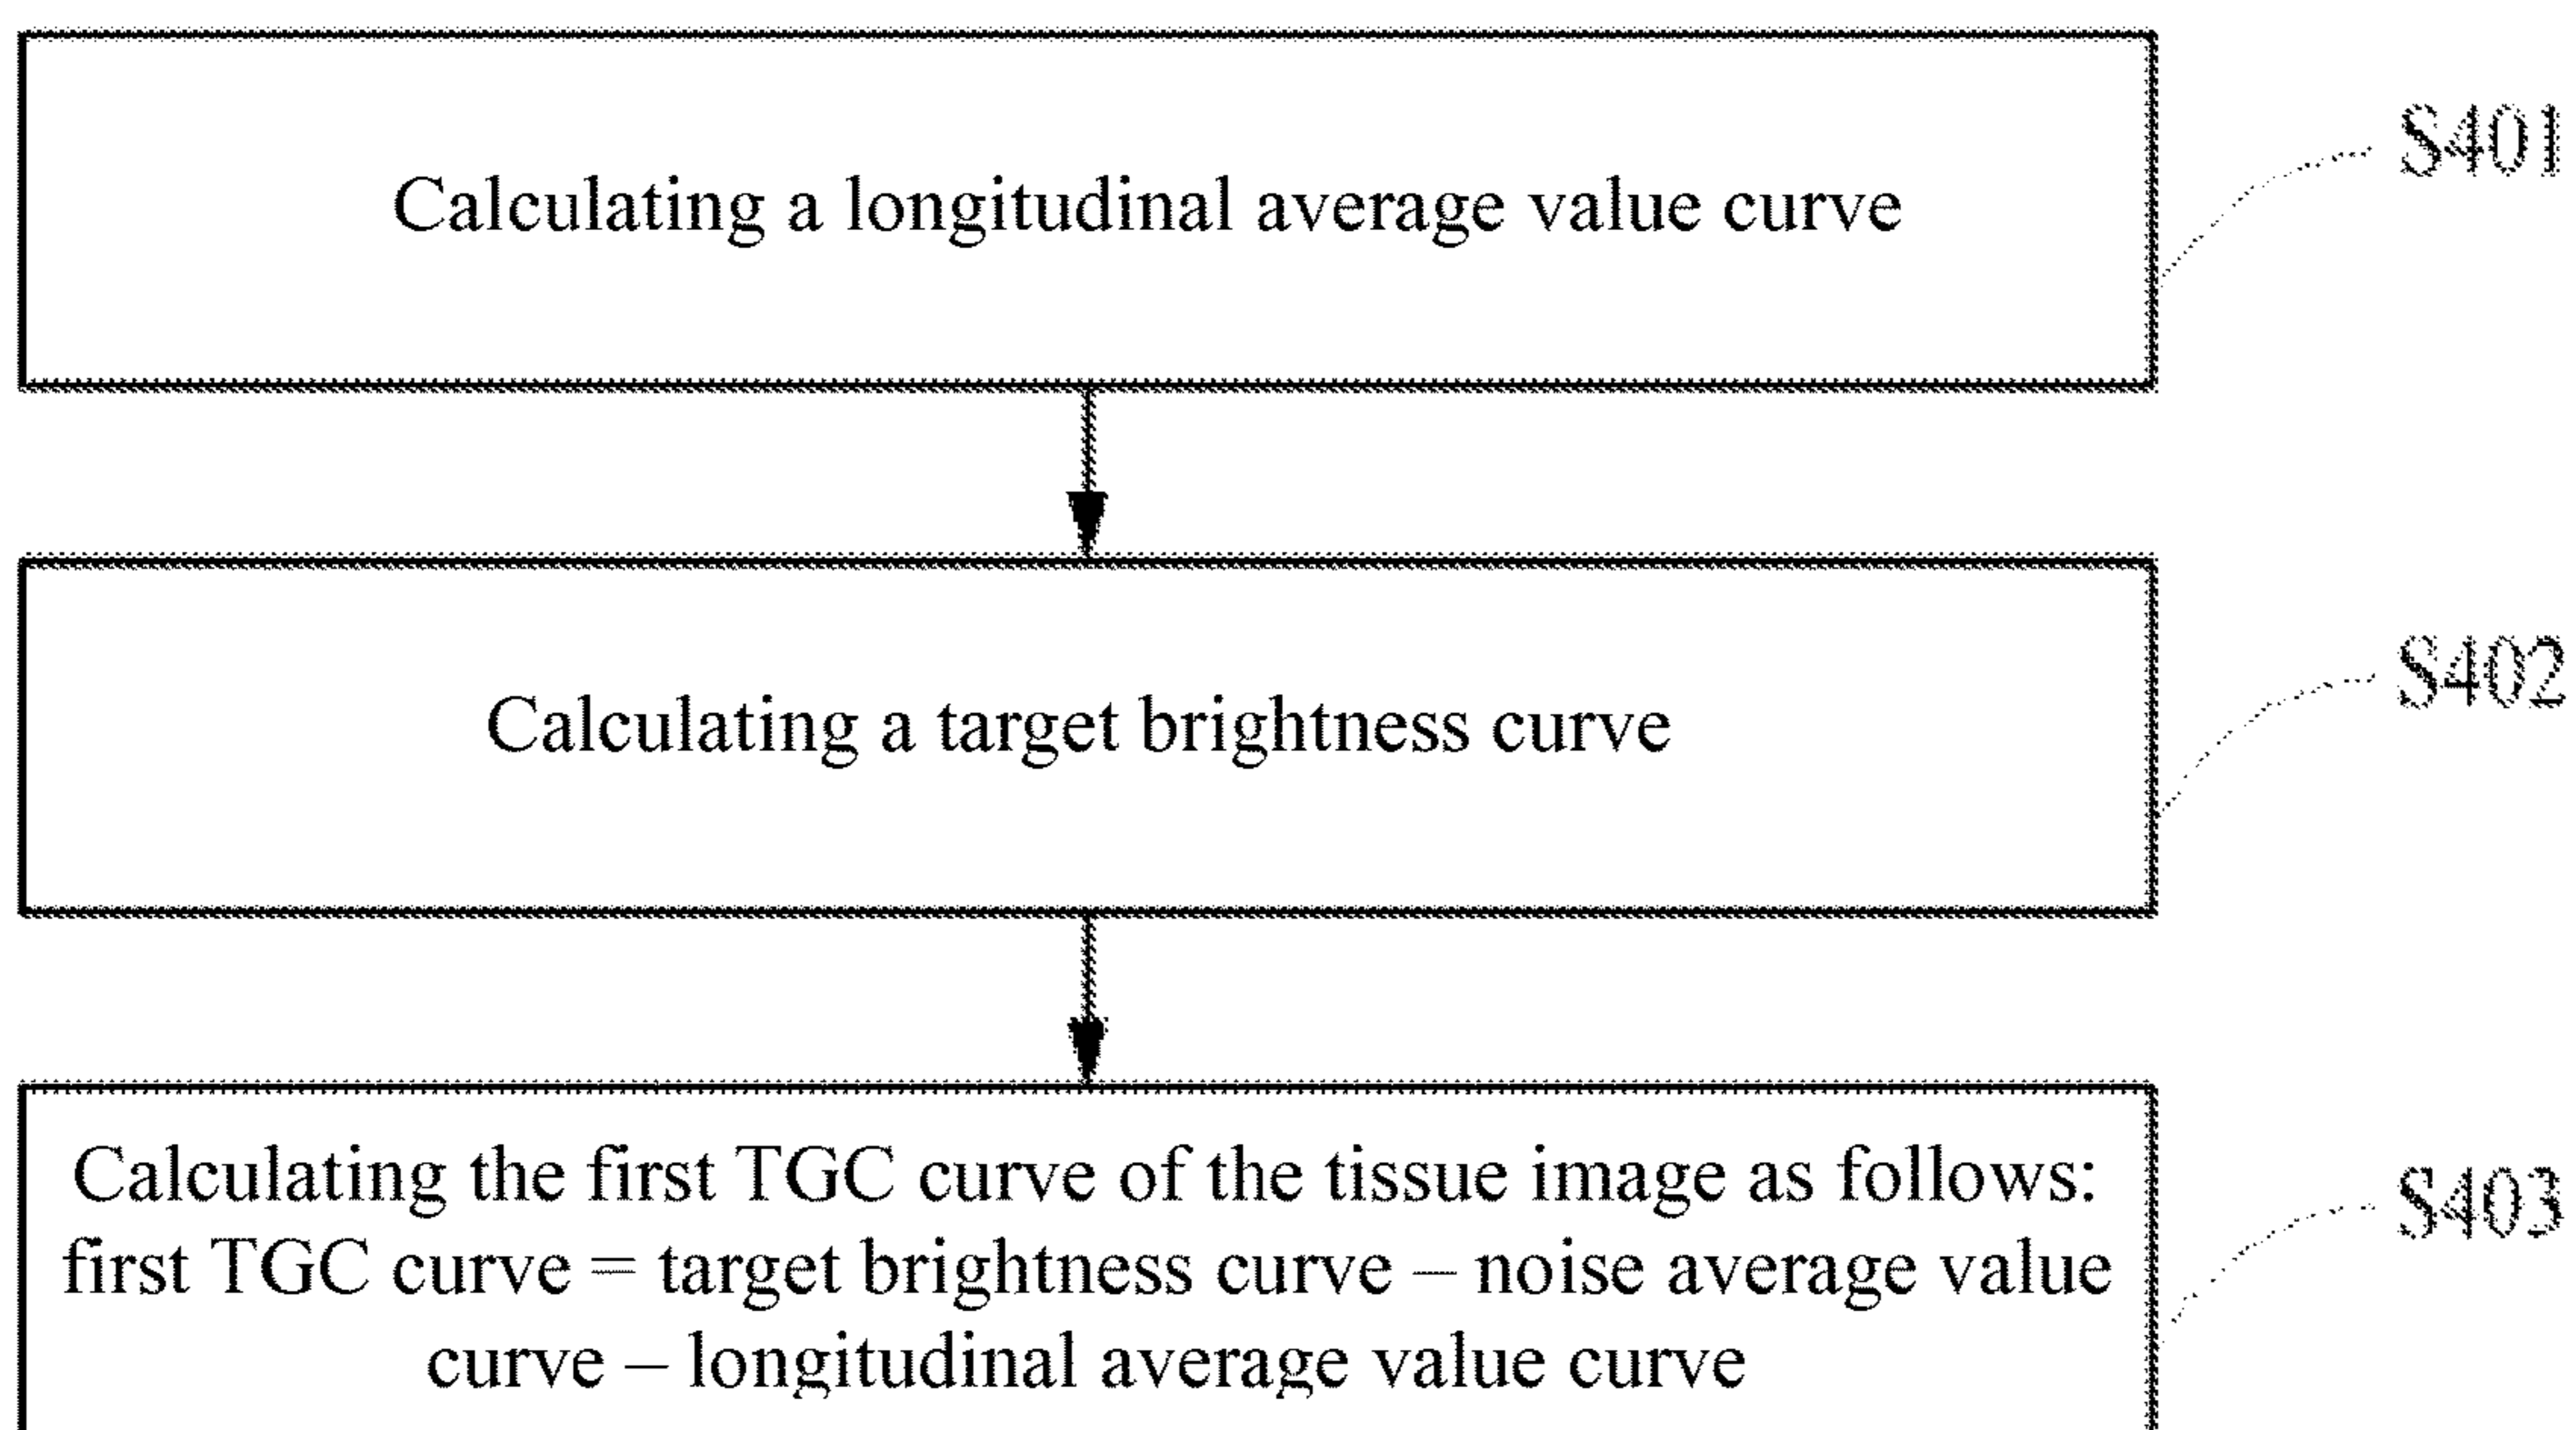 Calculating a longitudinal average value curve
S401
Calculating a target brightness curve
S402
Calculating the first TGC curve of the tissue image as follows:
first TGC curve = target brightness curve – noise average value
curve – longitudinal average value curve
S403